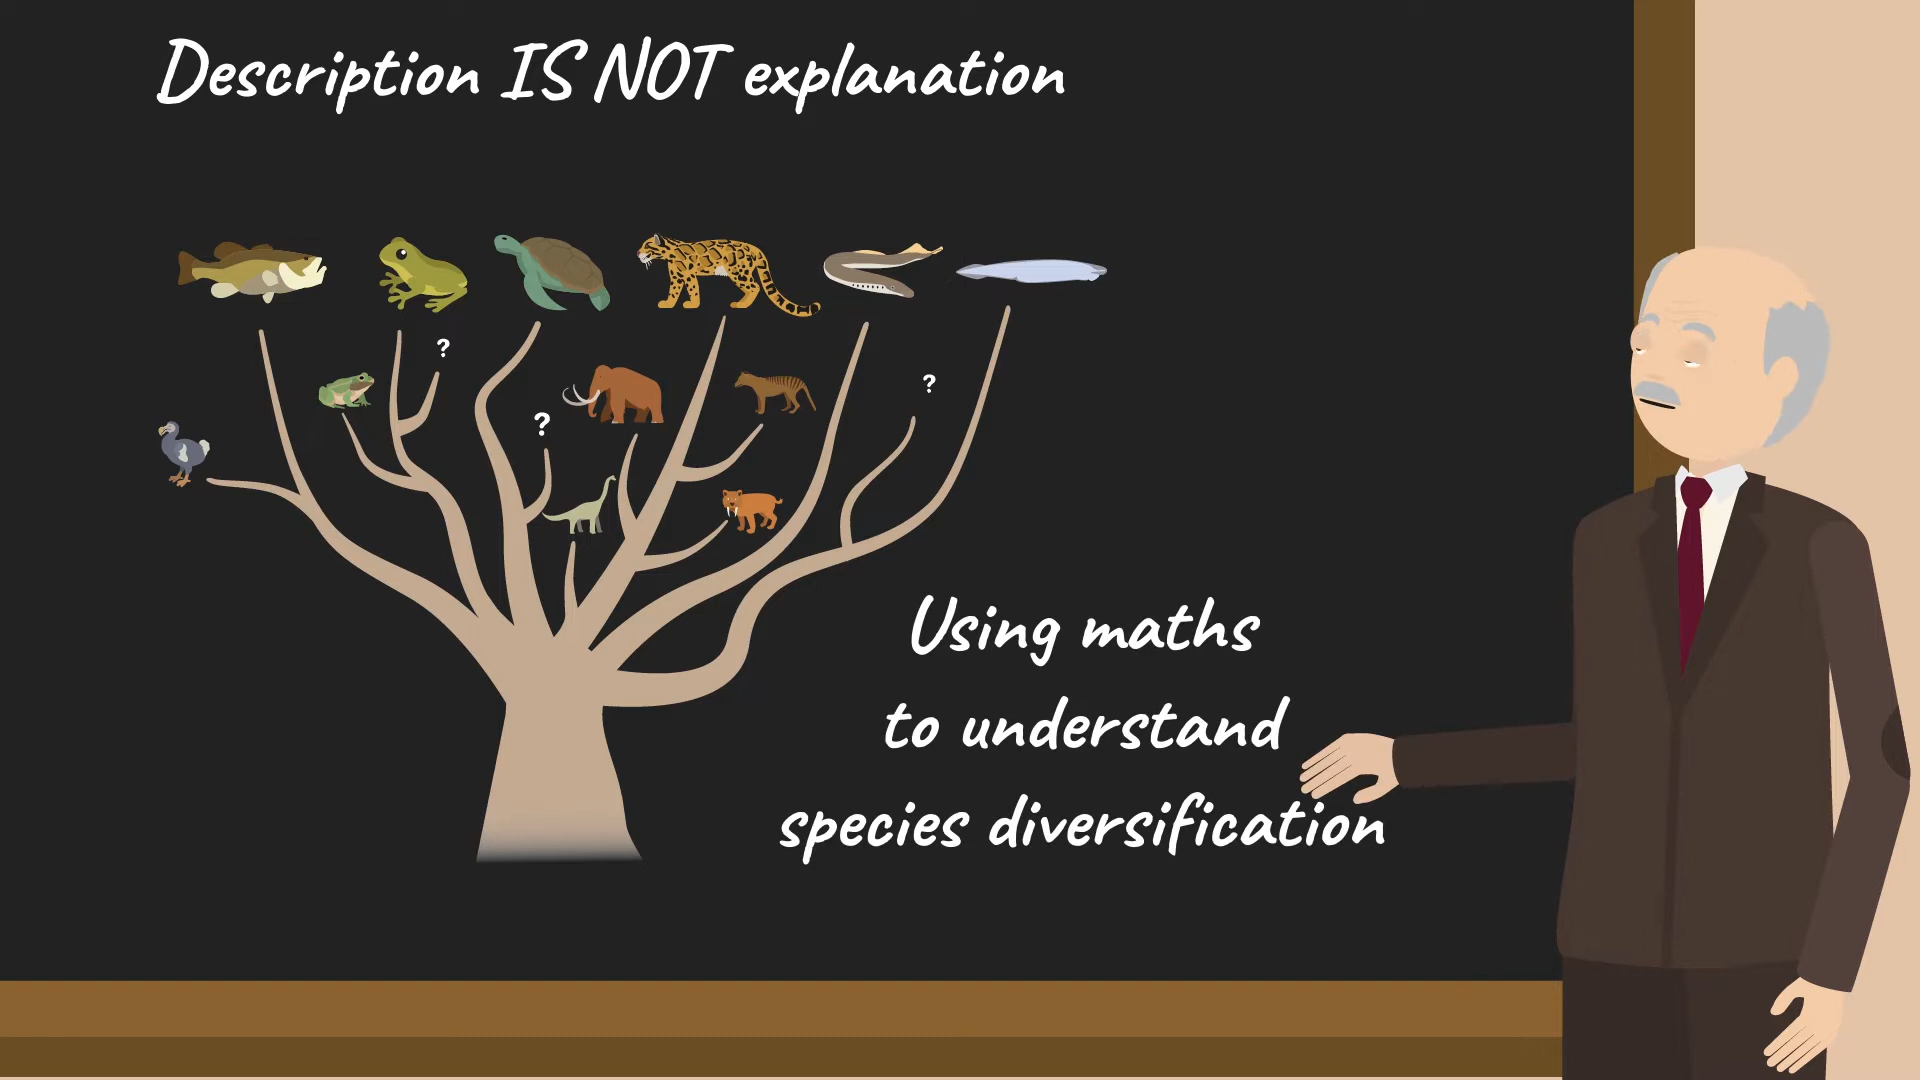 Description IS NOT explanation
?
?
?
Using maths
to understand
species diversification